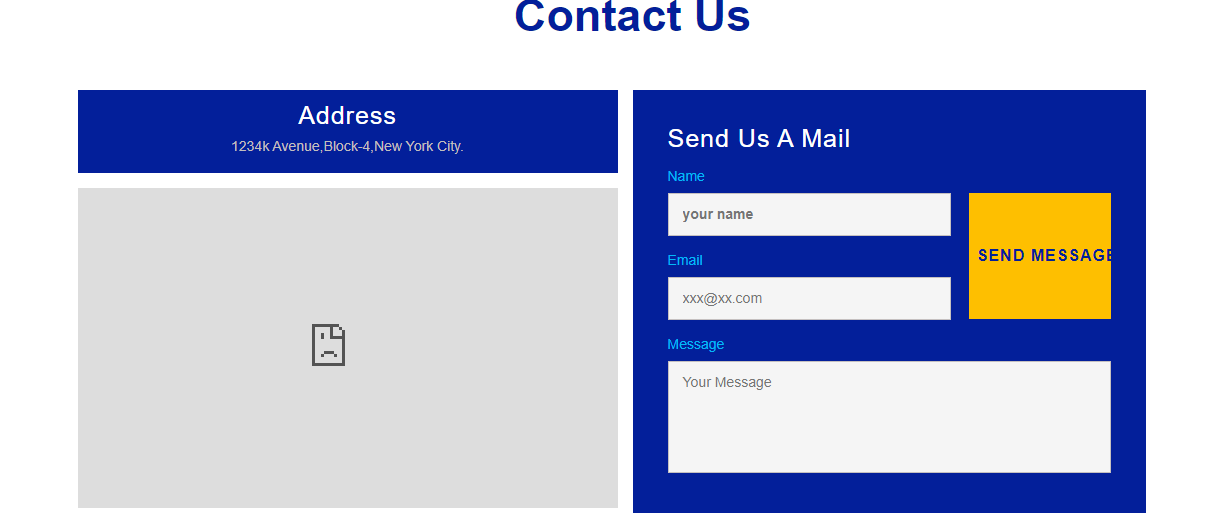 Contact Us
Address
1234k Avenue,Block-4,New York City.
Send Us A Mail
Name
your name
SEND MESSAGE
Email
xxx@xx.com
Message
Your Message